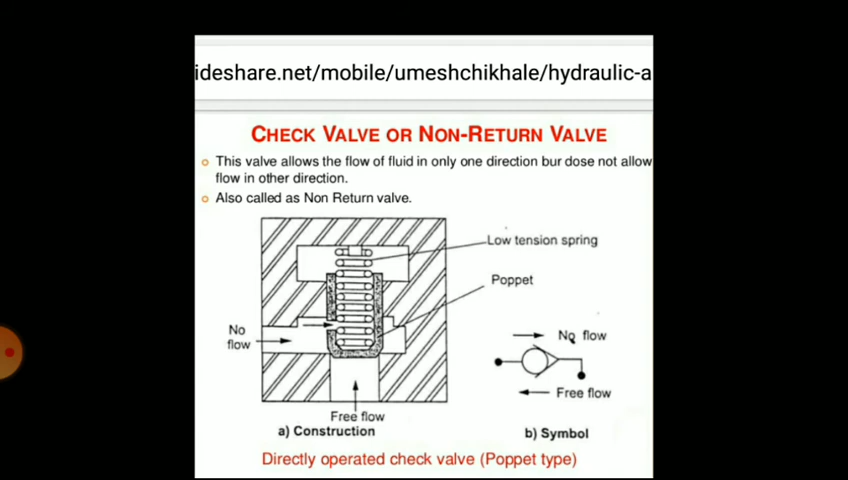 ideshare.net/mobile/umeshchikhale/hydraulic-a
CHECK VALVE OR NON-RETURN VALVE
This valve allows the flow of fluid in only one direction bur dose not allow
flow in other direction.
Also called as Non Return valve.
Low tension spring
Poppet
No
flow
No flow
Free flow
Free flow
a) Construction
b) Symbol
Directly operated check valve (Poppet type)